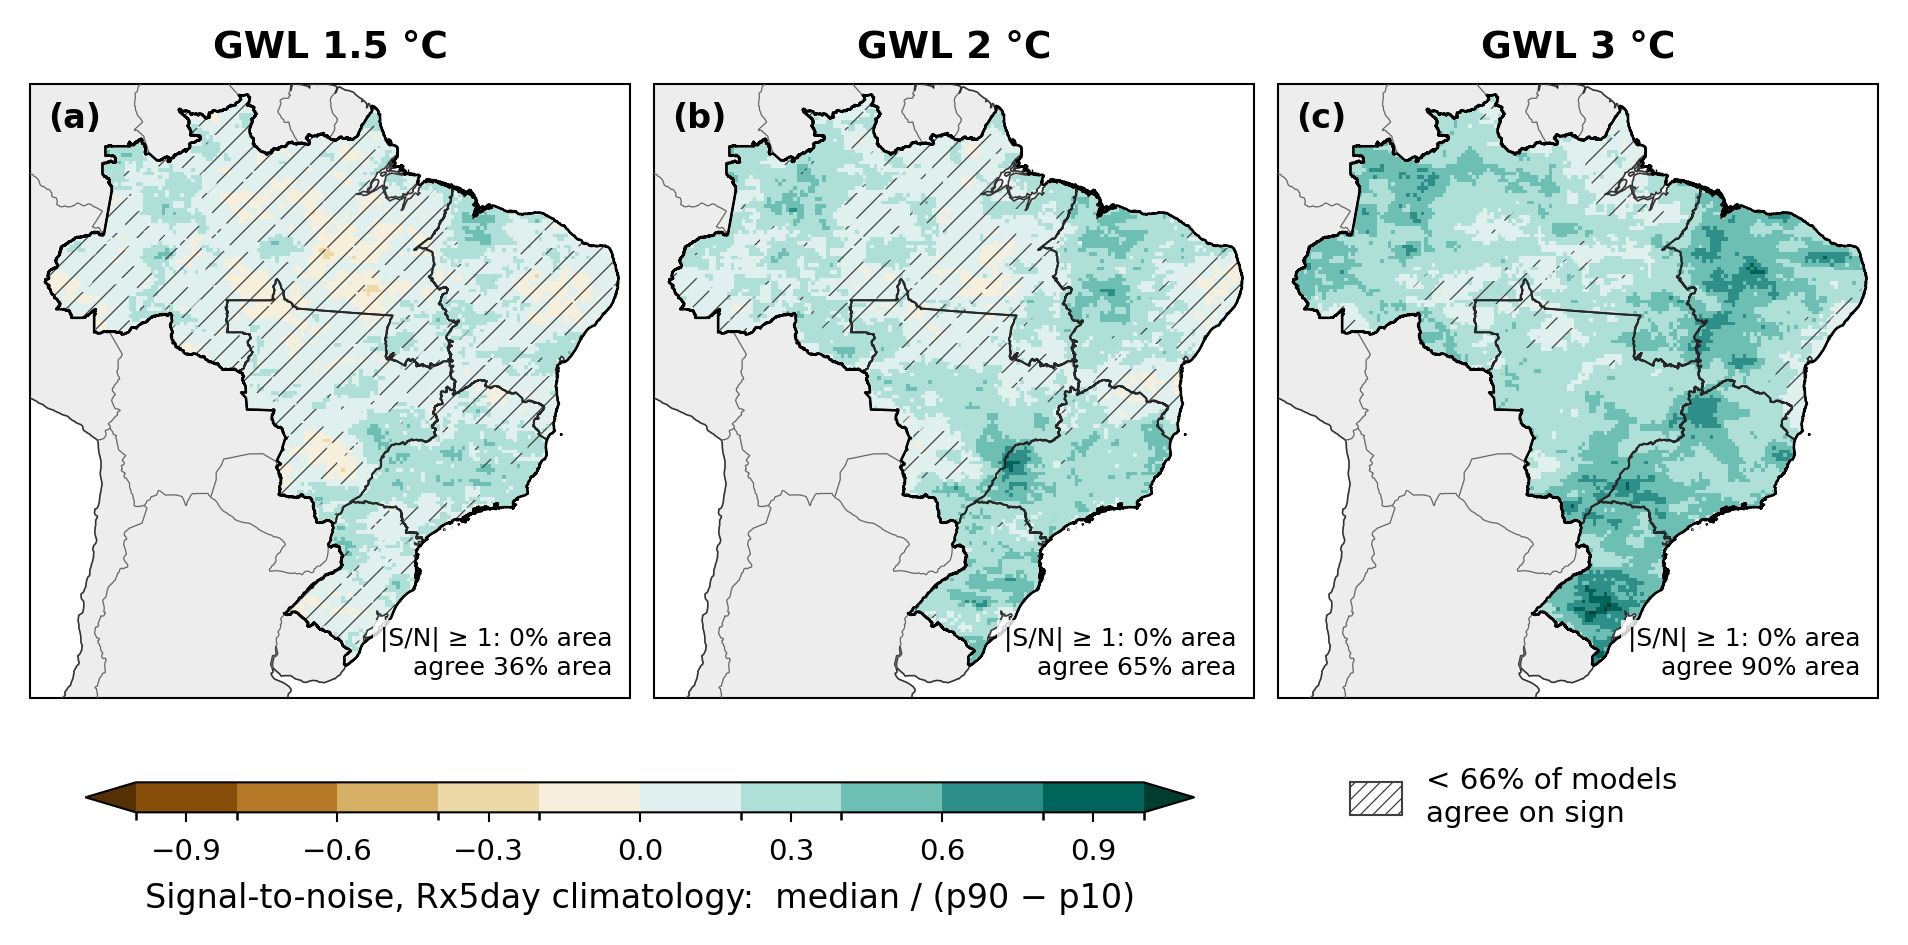 GWL 1.5 °C
GWL 2 °C
GWL 3 °C
(a)
(b)
(c)
|S/N| ≥ 1: 0% area
agree 36% area
|S/N| ≥ 1: 0% area
agree 65% area
|S/N| ≥ 1: 0% area
agree 90% area
−0.9 −0.6 −0.3 0.0 0.3 0.6 0.9
Signal-to-noise, Rx5day climatology: median / (p90 − p10)
< 66% of models
agree on sign